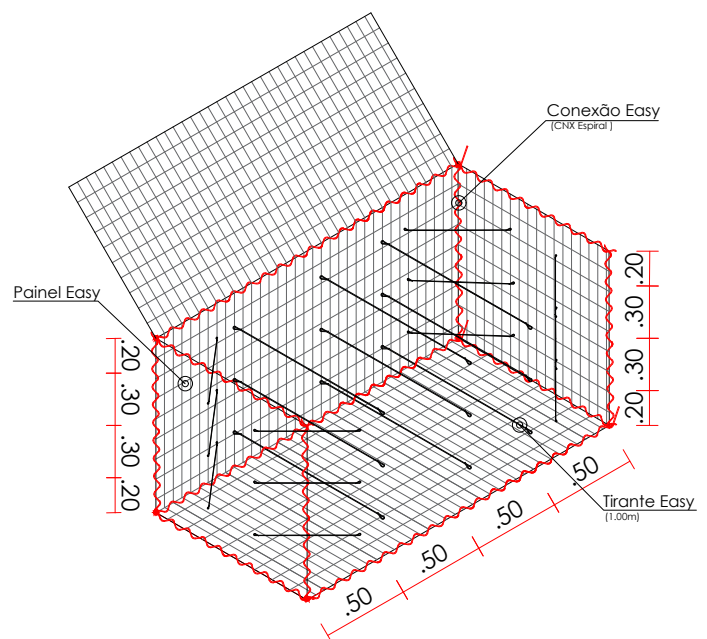 Conexão Easy
(CNX Espiral )
Painel Easy
.20
.30
.30
.20
.20
.30
.30
.20
.50
.50
.50
.50
Tirante Easy
(1.00m)